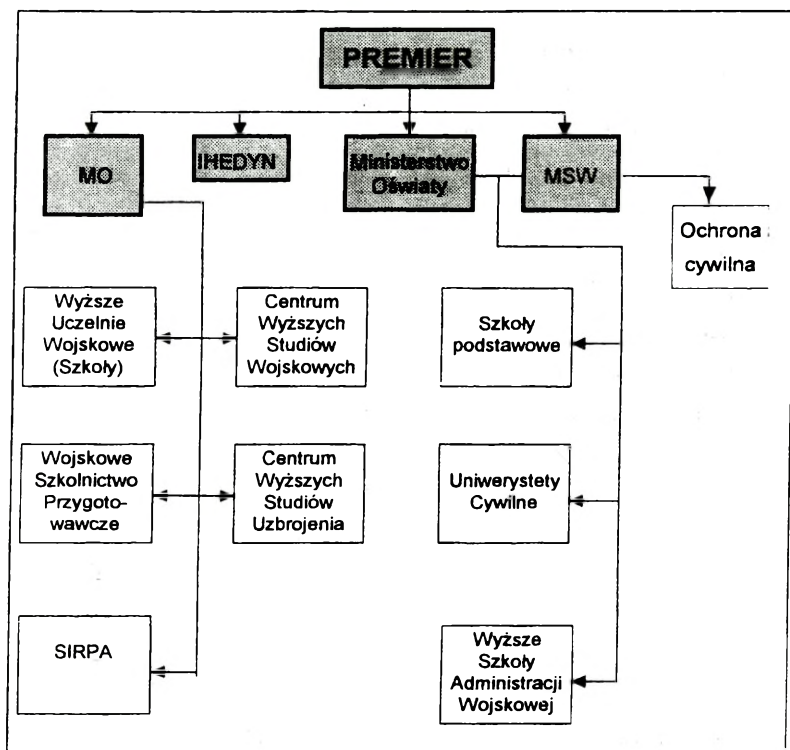 PREMIER
MO
IHEDYN
Ministerstwo
Oświaty
MSW
Ochrona
cywilna
Wyższe
Uczelnie
Wojskowe
(Szkoły)
Centrum
Wyższych
Studiów
Wojskowych
Szkoły
podstawowe
Wojskowe
Szkolnictwo
Przygoto-
wawcze
Centrum
Wyższych
Studiów
Uzbrojenia
Uniwerystety
Cywilne
SIRPA
Wyższe
Szkoły
Administracji
Wojskowej